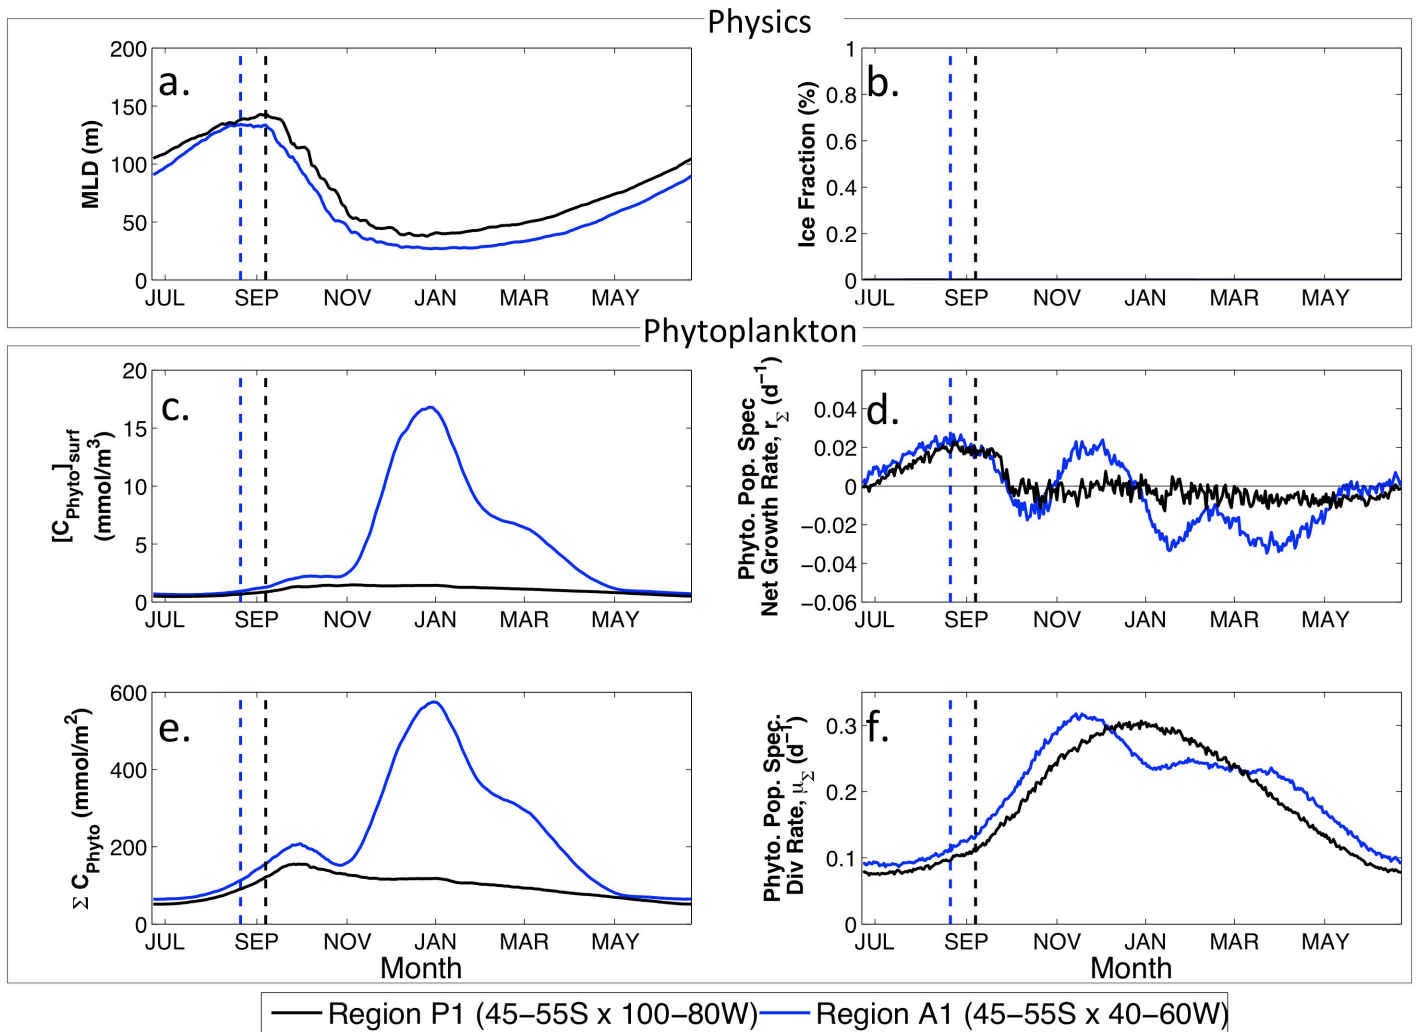 Physics
a.
MLD (m)
200
150
100
50
0
JUL SEP NOV JAN MAR MAY
b.
Ice Fraction (%)
1
0.8
0.6
0.4
0.2
0
JUL SEP NOV JAN MAR MAY
Phytoplankton
c.
[C_Phyto]_surf
(mmol/m³)
20
15
10
5
0
JUL SEP NOV JAN MAR MAY
d.
Phyto. Pop. Spec
Net Growth Rate, r_Σ (d⁻¹)
0.04
0.02
0
−0.02
−0.04
−0.06
JUL SEP NOV JAN MAR MAY
e.
Σ C_Phyto (mmol/m²)
600
400
200
0
JUL SEP NOV JAN MAR MAY
Month
f.
Phyto. Pop. Spec.
Div Rate, μ_Σ (d⁻¹)
0.3
0.2
0.1
0
JUL SEP NOV JAN MAR MAY
Month
Region P1 (45−55S x 100−80W)
Region A1 (45−55S x 40−60W)